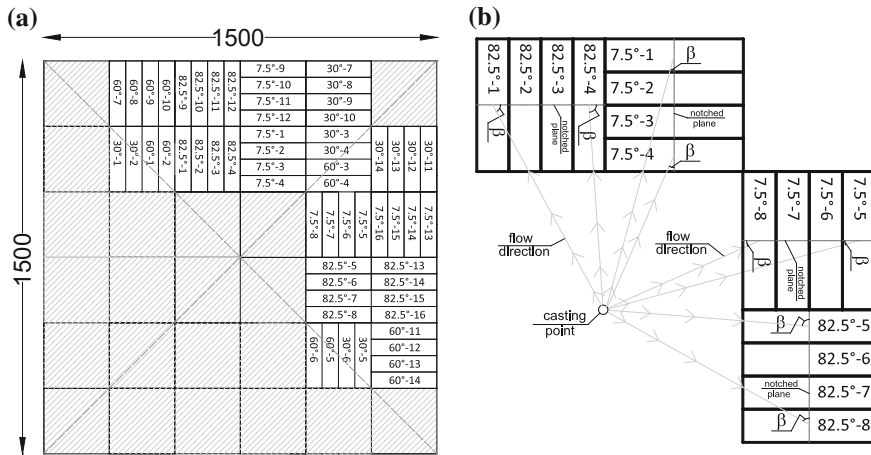 (a)
1500
1500
60°-7
60°-8
60°-9
60°-10
82.5°-9
82.5°-10
82.5°-11
82.5°-12
7.5°-9 30°-7
7.5°-10 30°-8
7.5°-11 30°-9
7.5°-12 30°-10
30°-1
30°-2
60°-1
60°-2
82.5°-1
82.5°-2
82.5°-3
82.5°-4
7.5°-1 30°-3
7.5°-2 30°-4
7.5°-3 60°-3
7.5°-4 60°-4
30°-14
30°-13
30°-12
30°-11
7.5°-8
7.5°-7
7.5°-6
7.5°-5
7.5°-16
7.5°-15
7.5°-14
7.5°-13
82.5°-5 82.5°-13
82.5°-6 82.5°-14
82.5°-7 82.5°-15
82.5°-8 82.5°-16
60°-6
60°-5
30°-6
30°-5
60°-11
60°-12
60°-13
60°-14
(b)
82.5°-1
82.5°-2
82.5°-3
82.5°-4
7.5°-1 β
7.5°-2
7.5°-3 notched
plane
7.5°-4 β
β
notched
plane
β
7.5°-8
7.5°-7
7.5°-6
7.5°-5
flow
direction
flow
direction
β
notched
plane
β
casting
point
β 82.5°-5
82.5°-6
notched
plane
82.5°-7
β 82.5°-8